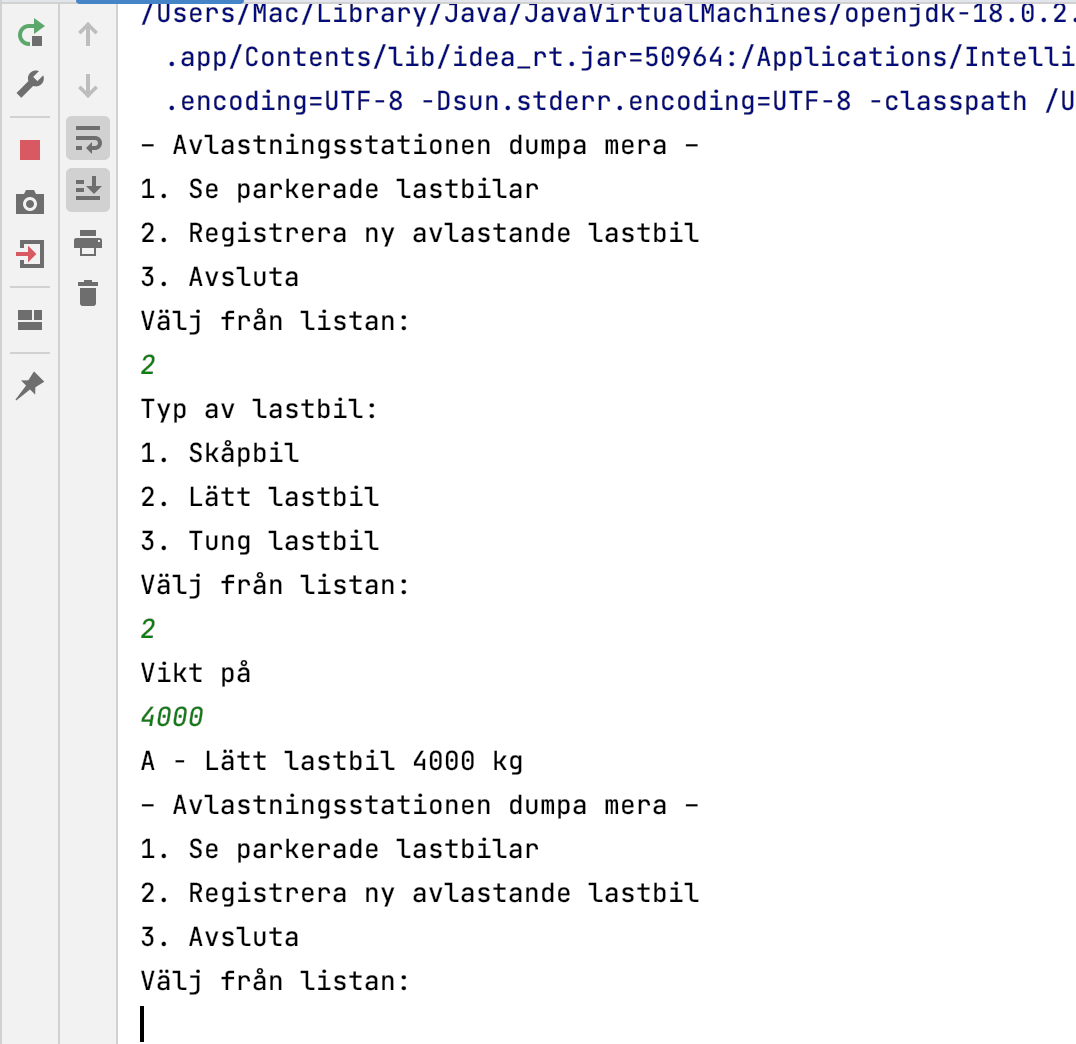 /Users/Mac/Library/Java/JavaVirtualMachines/openjdk-18.0.2.
.app/Contents/lib/idea_rt.jar=50964:/Applications/Intelli
.encoding=UTF-8 -Dsun.stderr.encoding=UTF-8 -classpath /U
- Avlastningsstationen dumpa mera -
1. Se parkerade lastbilar
2. Registrera ny avlastande lastbil
3. Avsluta
Välj från listan:
2
Typ av lastbil:
1. Skåpbil
2. Lätt lastbil
3. Tung lastbil
Välj från listan:
2
Vikt på
4000
A - Lätt lastbil 4000 kg
- Avlastningsstationen dumpa mera -
1. Se parkerade lastbilar
2. Registrera ny avlastande lastbil
3. Avsluta
Välj från listan: